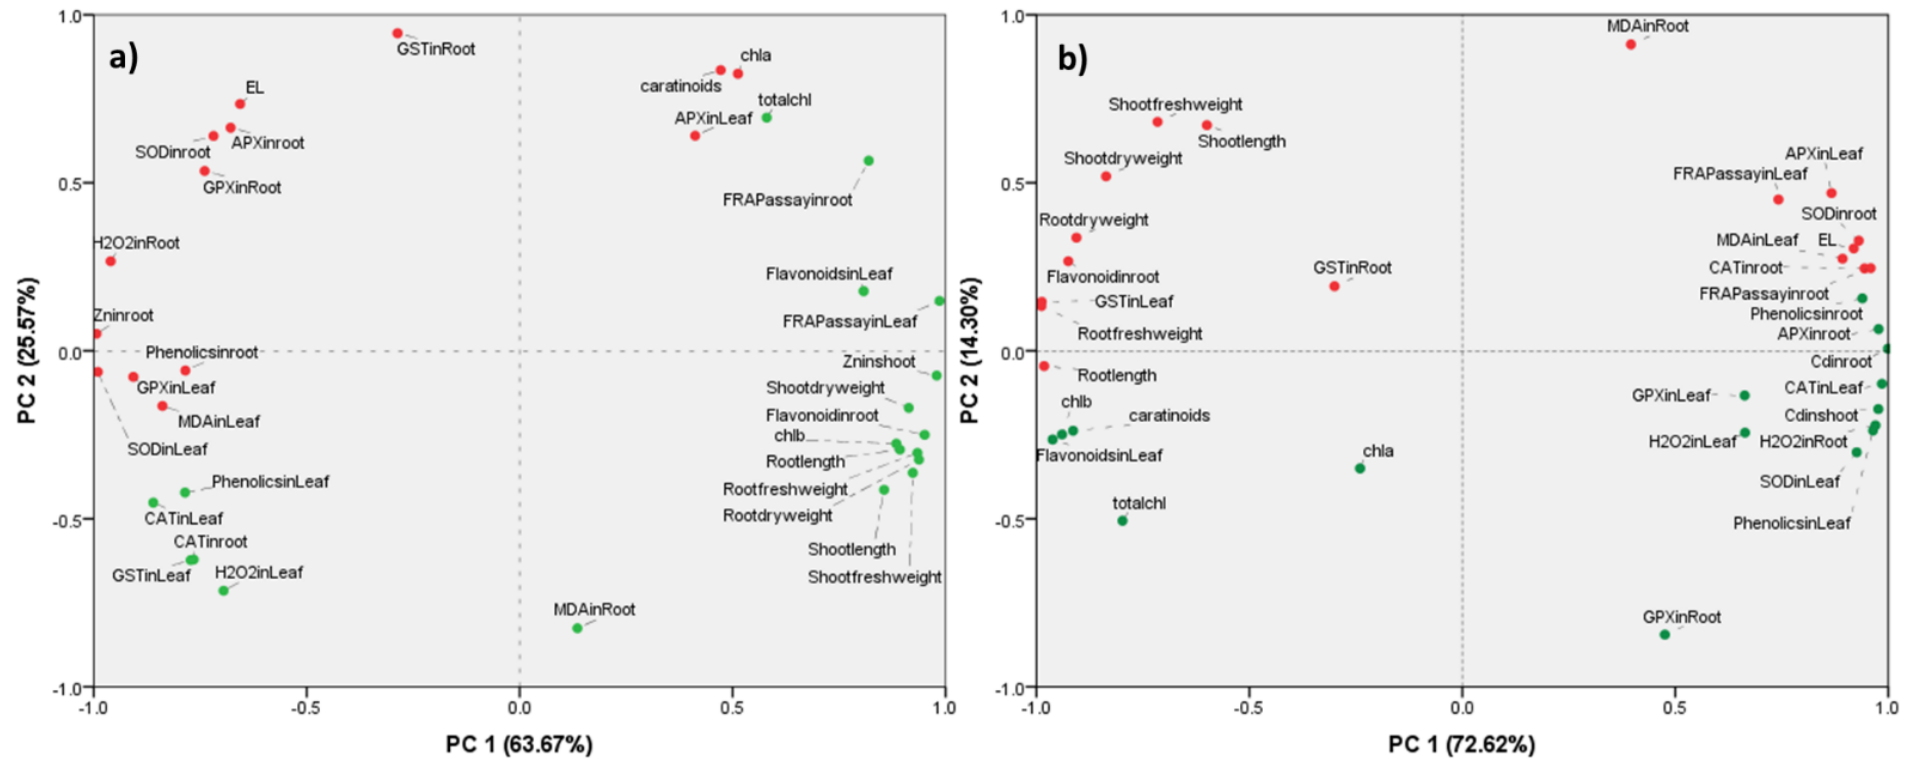 a)
1.0
0.5
0.0
-0.5
-1.0
PC 2 (25.57%)
GSTinRoot
chla
caratinoids
EL
totalchl
APXinLeaf
APXinroot
SODinroot
GPXinRoot
FRAPassayinroot
H2O2inRoot
FlavonoidsinLeaf
Zninroot
FRAPassayinLeaf
Phenolicsinroot
Zninshoot
GPXinLeaf
Shootdryweight
MDAinLeaf
Flavonoidinroot
chlb
SODinLeaf
Rootlength
PhenolicsinLeaf
Rootfreshweight
CATinLeaf
Rootdryweight
CATinroot
Shootlength
GSTinLeaf
H2O2inLeaf
Shootfreshweight
MDAinRoot
-1.0
-0.5
0.0
0.5
1.0
PC 1 (63.67%)
b)
1.0
0.5
0.0
-0.5
-1.0
PC 2 (14.30%)
MDAinRoot
Shootfreshweight
Shootlength
APXinLeaf
Shootdryweight
FRAPassayinLeaf
SODinroot
Rootdryweight
MDAinLeaf
EL
GSTinRoot
CATinroot
Flavonoidinroot
FRAPassayinroot
GSTinLeaf
Phenolicsinroot
Rootfreshweight
APXinroot
Cdinroot
Rootlength
CATinLeaf
GPXinLeaf
chlb
caratinoids
Cdinshoot
H2O2inLeaf
H2O2inRoot
FlavonoidsinLeaf
chla
SODinLeaf
totalchl
PhenolicsinLeaf
GPXinRoot
-1.0
-0.5
0.0
0.5
1.0
PC 1 (72.62%)